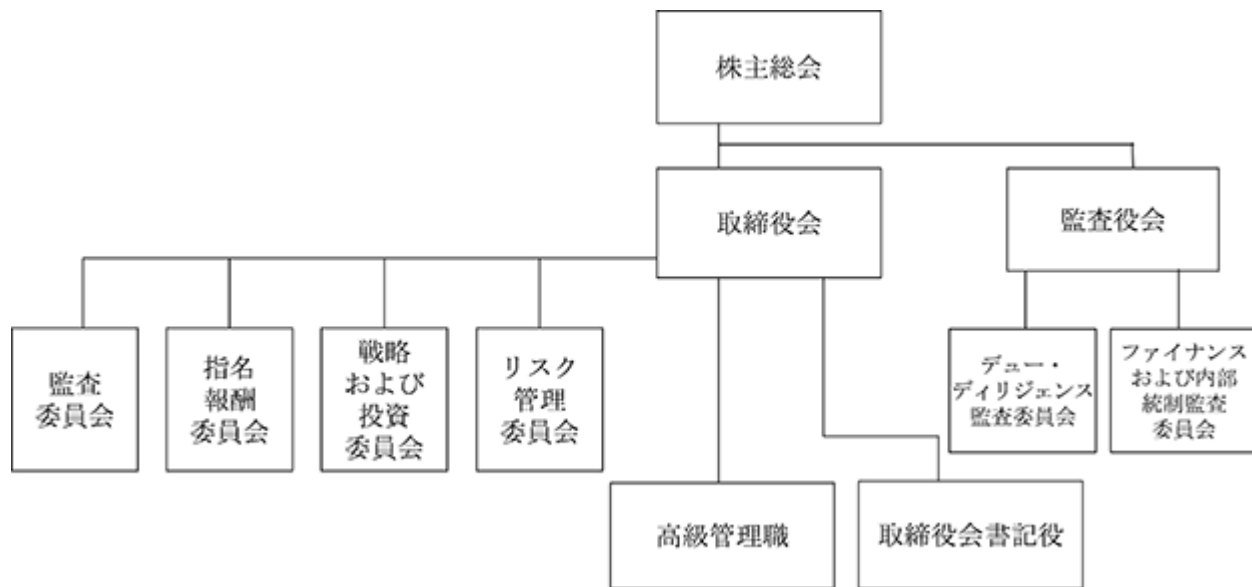 株主総会
取締役会
監査役会
監査
委員会
指名
報酬
委員会
戦略
および
投資
委員会
リスク
管理
委員会
デュー・
ディリジェンス
監査委員会
ファイナンス
および内部
統制監査
委員会
高級管理職
取締役会書記役